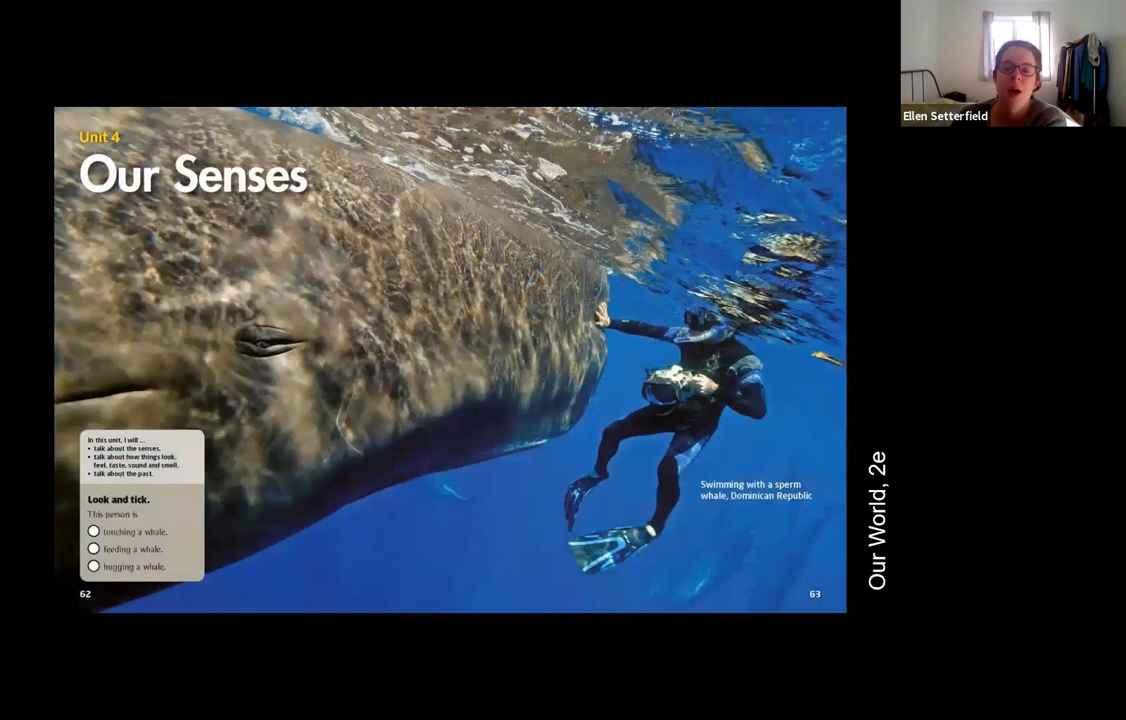 Ellen Setterfield
Unit 4
Our Senses
In this unit, I will ...
• talk about the senses.
• talk about how things look,
feel, taste, sound and smell.
• talk about the past.
Look and tick.
This person is
touching a whale.
feeding a whale.
hugging a whale.
Swimming with a sperm
whale, Dominican Republic
62
63
Our World, 2e